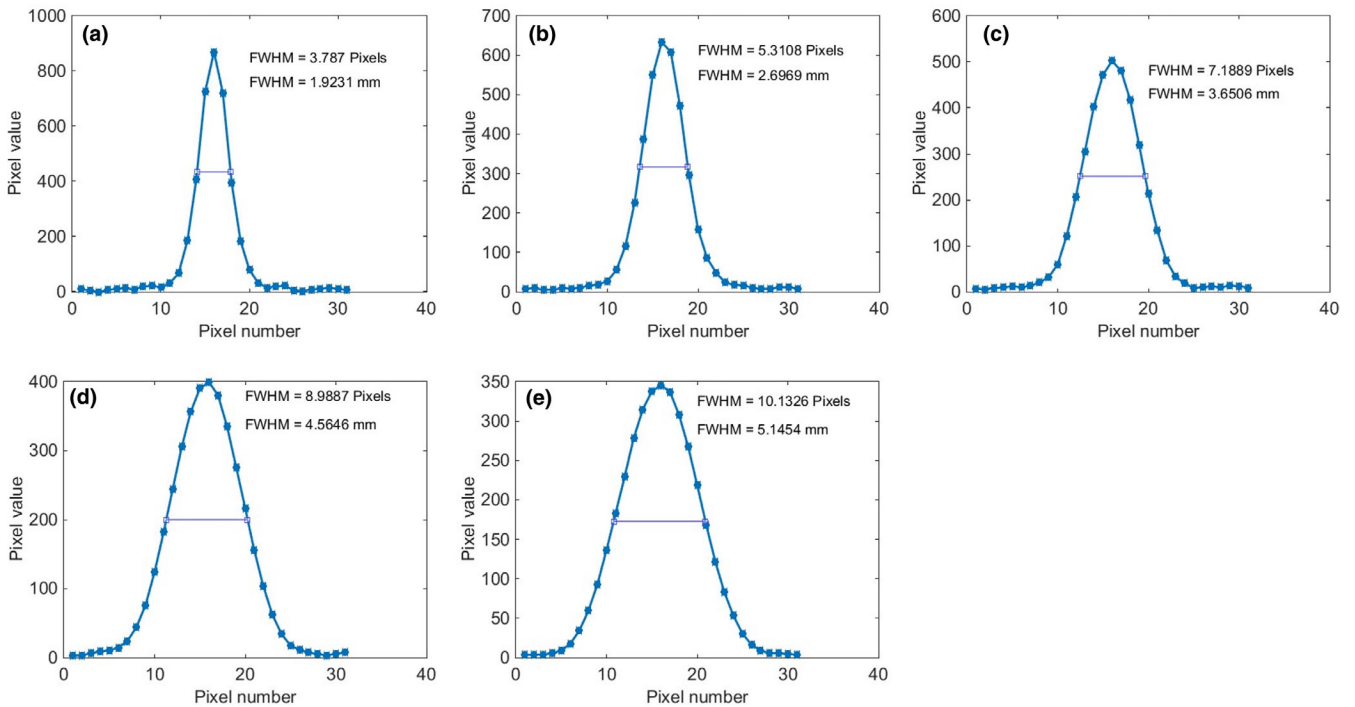 (a)
FWHM = 3.787 Pixels
FWHM = 1.9231 mm
1000
800
600
400
200
0
0 10 20 30 40
Pixel value
Pixel number
(b)
FWHM = 5.3108 Pixels
FWHM = 2.6969 mm
700
600
500
400
300
200
100
0
0 10 20 30 40
Pixel value
Pixel number
(c)
FWHM = 7.1889 Pixels
FWHM = 3.6506 mm
600
500
400
300
200
100
0
0 10 20 30 40
Pixel value
Pixel number
(d)
FWHM = 8.9887 Pixels
FWHM = 4.5646 mm
400
300
200
100
0
0 10 20 30 40
Pixel value
Pixel number
(e)
FWHM = 10.1326 Pixels
FWHM = 5.1454 mm
350
300
250
200
150
100
50
0
0 10 20 30 40
Pixel value
Pixel number